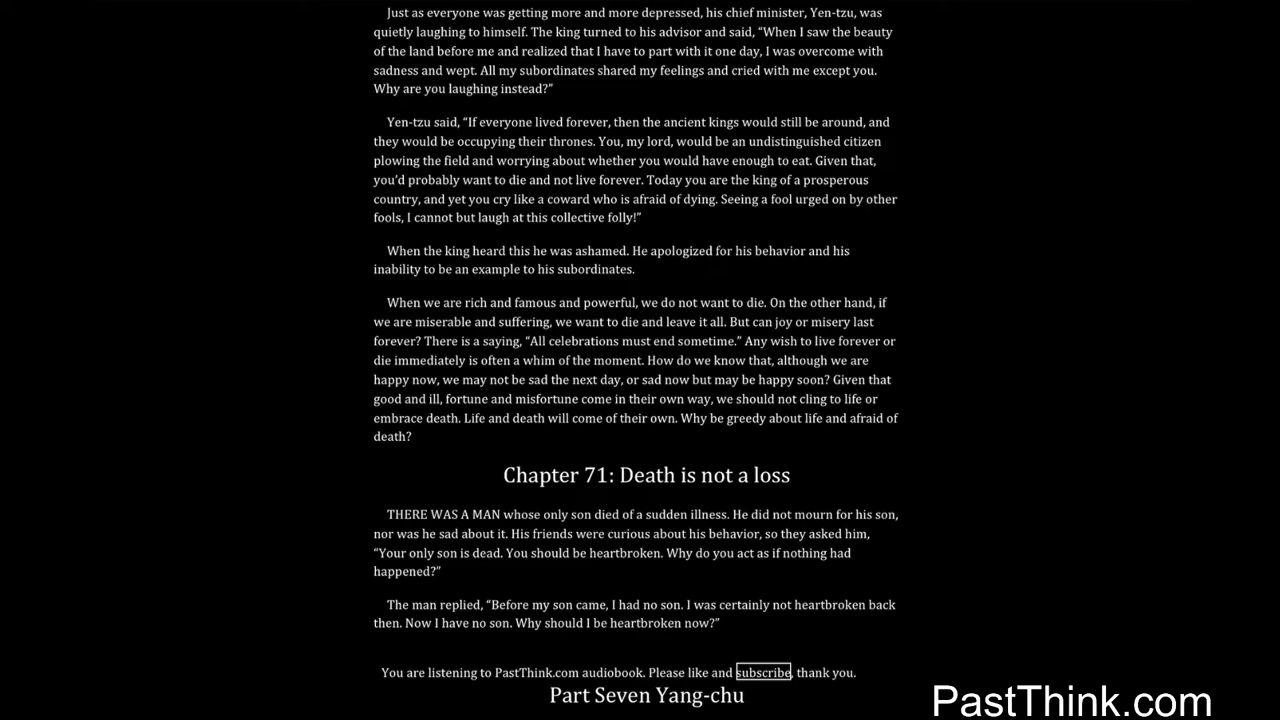 Just as everyone was getting more and more depressed, his chief minister, Yen-tzu, was
quietly laughing to himself. The king turned to his advisor and said, “When I saw the beauty
of the land before me and realized that I have to part with it one day, I was overcome with
sadness and wept. All my subordinates shared my feelings and cried with me except you.
Why are you laughing instead?”
Yen-tzu said, “If everyone lived forever, then the ancient kings would still be around, and
they would be occupying their thrones. You, my lord, would be an undistinguished citizen
plowing the field and worrying about whether you would have enough to eat. Given that,
you’d probably want to die and not live forever. Today you are the king of a prosperous
country, and yet you cry like a coward who is afraid of dying. Seeing a fool urged on by other
fools, I cannot but laugh at this collective folly!”
When the king heard this he was ashamed. He apologized for his behavior and his
inability to be an example to his subordinates.
When we are rich and famous and powerful, we do not want to die. On the other hand, if
we are miserable and suffering, we want to die and leave it all. But can joy or misery last
forever? There is a saying, “All celebrations must end sometime.” Any wish to live forever or
die immediately is often a whim of the moment. How do we know that, although we are
happy now, we may not be sad the next day, or sad now but may be happy soon? Given that
good and ill, fortune and misfortune come in their own way, we should not cling to life or
embrace death. Life and death will come of their own. Why be greedy about life and afraid of
death?
Chapter 71: Death is not a loss
THERE WAS A MAN whose only son died of a sudden illness. He did not mourn for his son,
nor was he sad about it. His friends were curious about his behavior, so they asked him,
“Your only son is dead. You should be heartbroken. Why do you act as if nothing had
happened?”
The man replied, “Before my son came, I had no son. I was certainly not heartbroken back
then. Now I have no son. Why should I be heartbroken now?”
You are listening to PastThink.com audiobook. Please like and subscribe, thank you.
Part Seven Yang-chu
PastThink.com